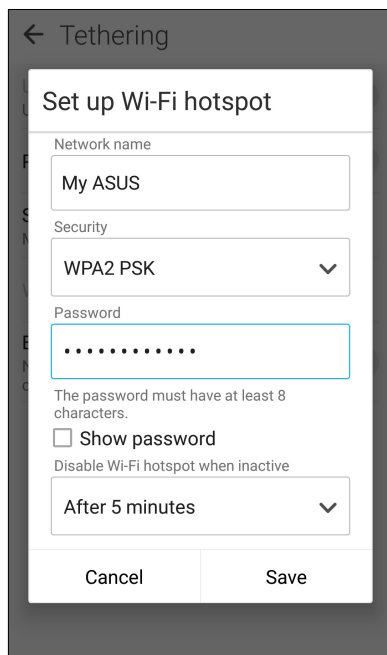 Tethering
Set up Wi-Fi hotspot
Network name
My ASUS
Security
WPA2 PSK
Password
••••••••••••
The password must have at least 8
characters.
Show password
Disable Wi-Fi hotspot when inactive
After 5 minutes
Cancel
Save